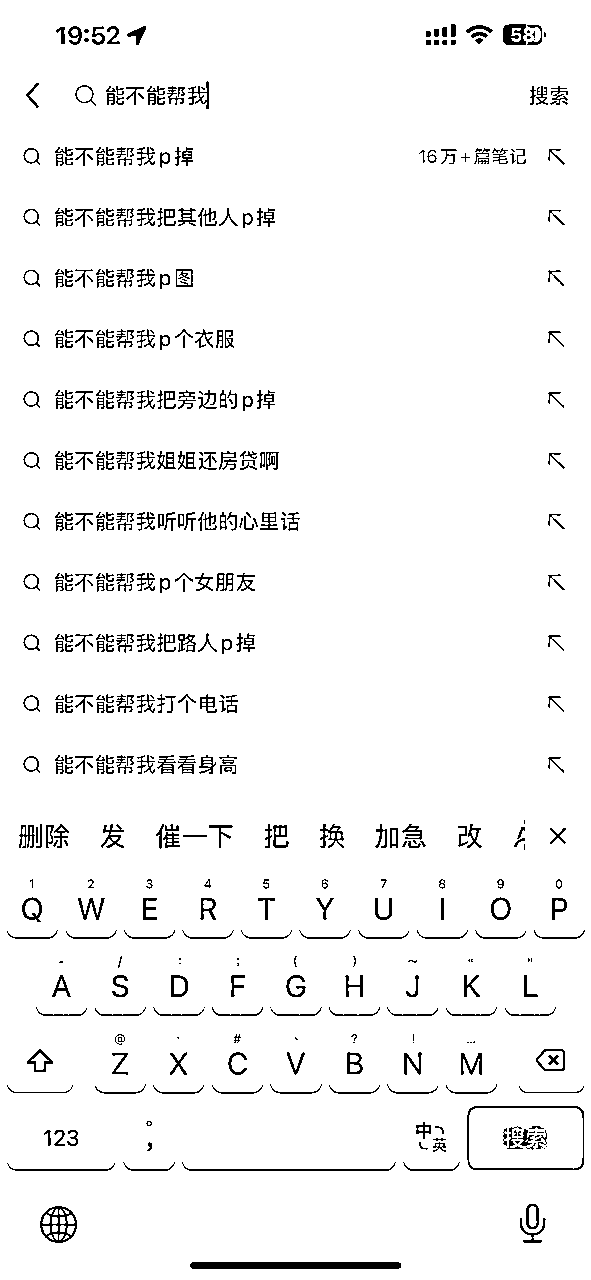 19:52 58
能不能帮我 搜索
能不能帮我p掉 16万+篇笔记
能不能帮我把其他人p掉
能不能帮我p图
能不能帮我p个衣服
能不能帮我把旁边的p掉
能不能帮我姐姐还房贷啊
能不能帮我听听他的心里话
能不能帮我p个女朋友
能不能帮我把路人p掉
能不能帮我打个电话
能不能帮我看看身高
删除 发 催一下 把 换 加急 改
1 2 3 4 5 6 7 8 9 0
Q W E R T Y U I O P
- / : ; ( ) ~ “ ”
A S D F G H J K L
@ . # 、 ? ! …
Z X C V B N M
123 ° ; 中 英 搜索